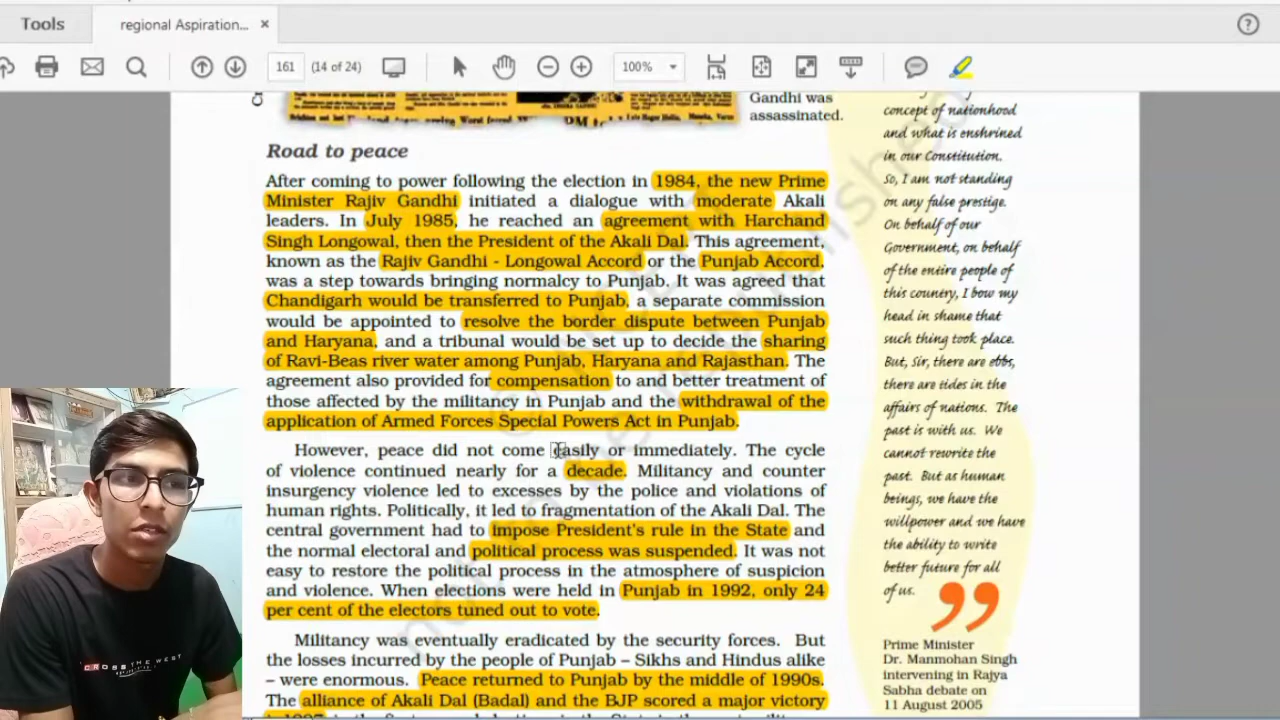 Tools
regional Aspiration... ×
161 (14 of 24)
100%
Gandhi was
assassinated.
Road to peace
After coming to power following the election in 1984, the new Prime
Minister Rajiv Gandhi initiated a dialogue with moderate Akali
leaders. In July 1985, he reached an agreement with Harchand
Singh Longowal, then the President of the Akali Dal. This agreement,
known as the Rajiv Gandhi - Longowal Accord or the Punjab Accord,
was a step towards bringing normalcy to Punjab. It was agreed that
Chandigarh would be transferred to Punjab, a separate commission
would be appointed to resolve the border dispute between Punjab
and Haryana, and a tribunal would be set up to decide the sharing
of Ravi-Beas river water among Punjab, Haryana and Rajasthan. The
agreement also provided for compensation to and better treatment of
those affected by the militancy in Punjab and the withdrawal of the
application of Armed Forces Special Powers Act in Punjab.
However, peace did not come easily or immediately. The cycle
of violence continued nearly for a decade. Militancy and counter
insurgency violence led to excesses by the police and violations of
human rights. Politically, it led to fragmentation of the Akali Dal. The
central government had to impose President's rule in the State and
the normal electoral and political process was suspended. It was not
easy to restore the political process in the atmosphere of suspicion
and violence. When elections were held in Punjab in 1992, only 24
per cent of the electors tuned out to vote.
Militancy was eventually eradicated by the security forces. But
the losses incurred by the people of Punjab – Sikhs and Hindus alike
– were enormous. Peace returned to Punjab by the middle of 1990s.
The alliance of Akali Dal (Badal) and the BJP scored a major victory
concept of nationhood
and what is enshrined
in our Constitution.
So, I am not standing
on any false prestige.
On behalf of our
Government, on behalf
of the entire people of
this country, I bow my
head in shame that
such thing took place.
But, Sir, there are ebbs,
there are tides in the
affairs of nations. The
past is with us. We
cannot rewrite the
past. But as human
beings, we have the
willpower and we have
the ability to write
better future for all
of us.
Prime Minister
Dr. Manmohan Singh
intervening in Rajya
Sabha debate on
11 August 2005
CROSS THE WEST